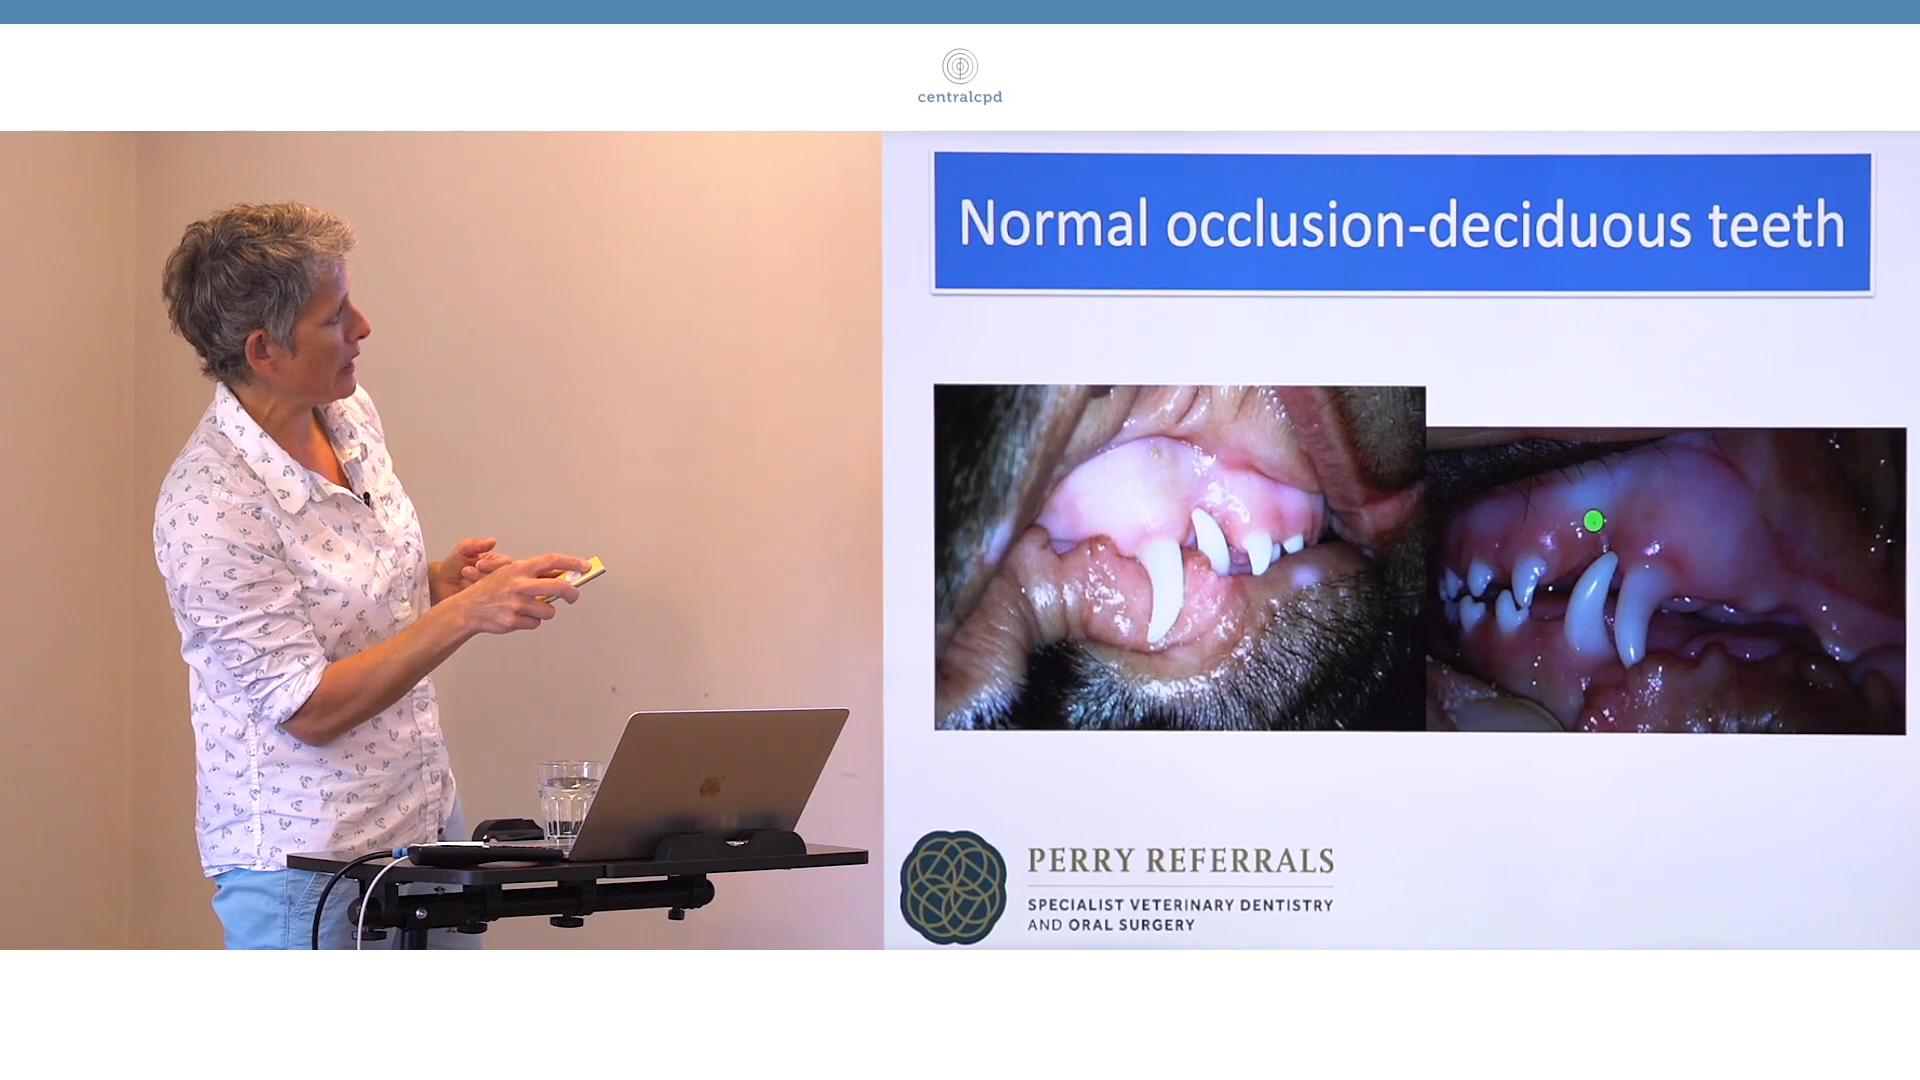 centralcpd
Normal occlusion-deciduous teeth
PERRY REFERRALS
SPECIALIST VETERINARY DENTISTRY
AND ORAL SURGERY